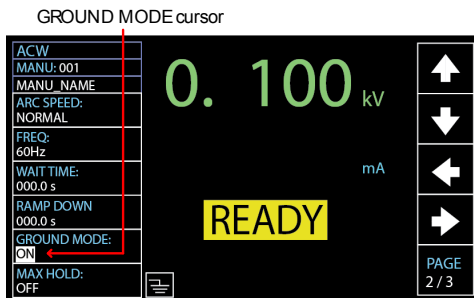 GROUND MODE cursor
ACW
MANU: 001
MANU_NAME
ARC SPEED:
NORMAL
FREQ:
60Hz
WAIT TIME:
000.0 s
RAMP DOWN
000.0 s
GROUND MODE:
ON
MAX HOLD:
OFF
0. 100 kV
mA
READY
PAGE
2 / 3